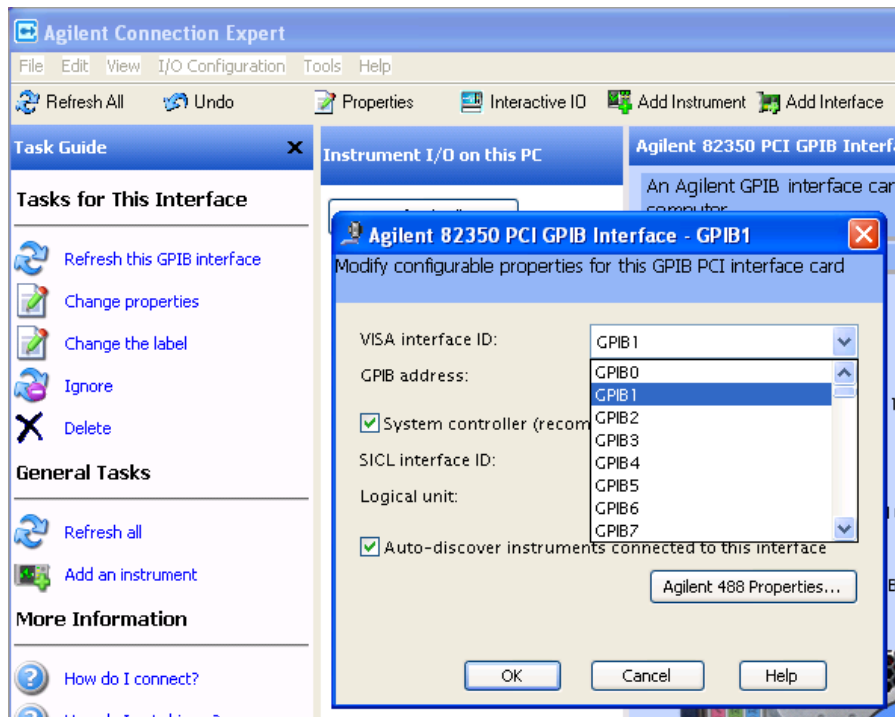 Agilent Connection Expert
File Edit View I/O Configuration Tools Help
Refresh All Undo Properties Interactive IO Add Instrument Add Interface
Task Guide
Tasks for This Interface
Refresh this GPIB interface
Change properties
Change the label
Ignore
Delete
General Tasks
Refresh all
Add an instrument
More Information
How do I connect?
Instrument I/O on this PC
Agilent 82350 PCI GPIB Interf
An Agilent GPIB interface car
computer
Agilent 82350 PCI GPIB Interface - GPIB1
Modify configurable properties for this GPIB PCI interface card
VISA interface ID: GPIB1
GPIB address:
System controller (recom
SICL interface ID:
Logical unit:
GPIB0
GPIB1
GPIB2
GPIB3
GPIB4
GPIB5
GPIB6
GPIB7
Auto-discover instruments connected to this interface
Agilent 488 Properties...
OK Cancel Help